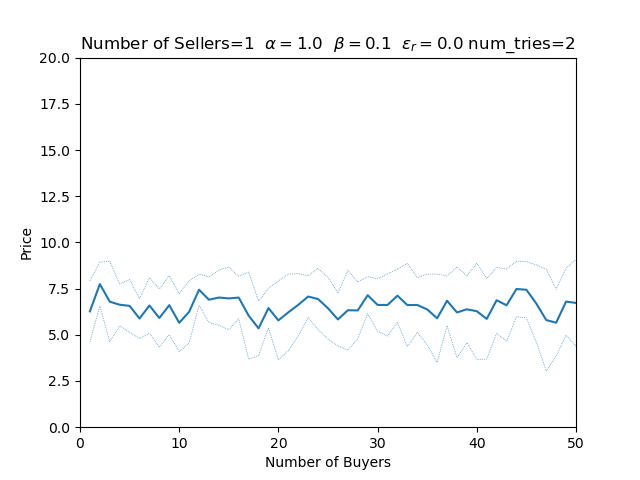 Number of Sellers=1 α = 1.0 β = 0.1 εr = 0.0 num_tries=2
20.0
17.5
15.0
12.5
10.0
7.5
5.0
2.5
0.0
Price
0 10 20 30 40 50
Number of Buyers